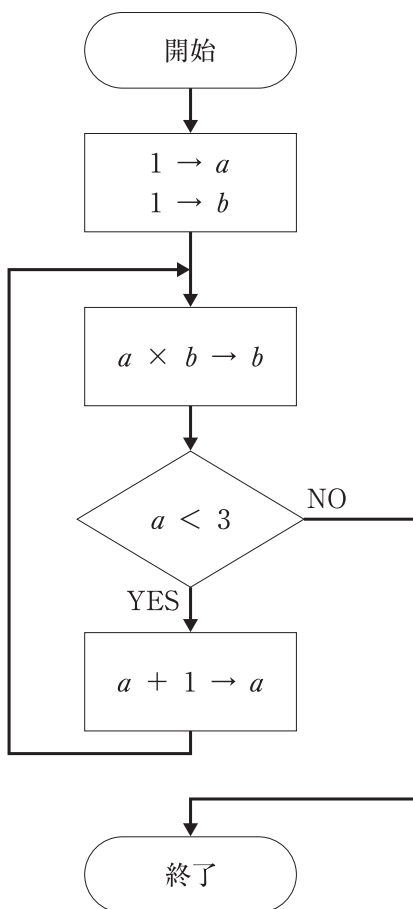 開始
1 → a
1 → b
a × b → b
a < 3
NO
YES
a + 1 → a
終了